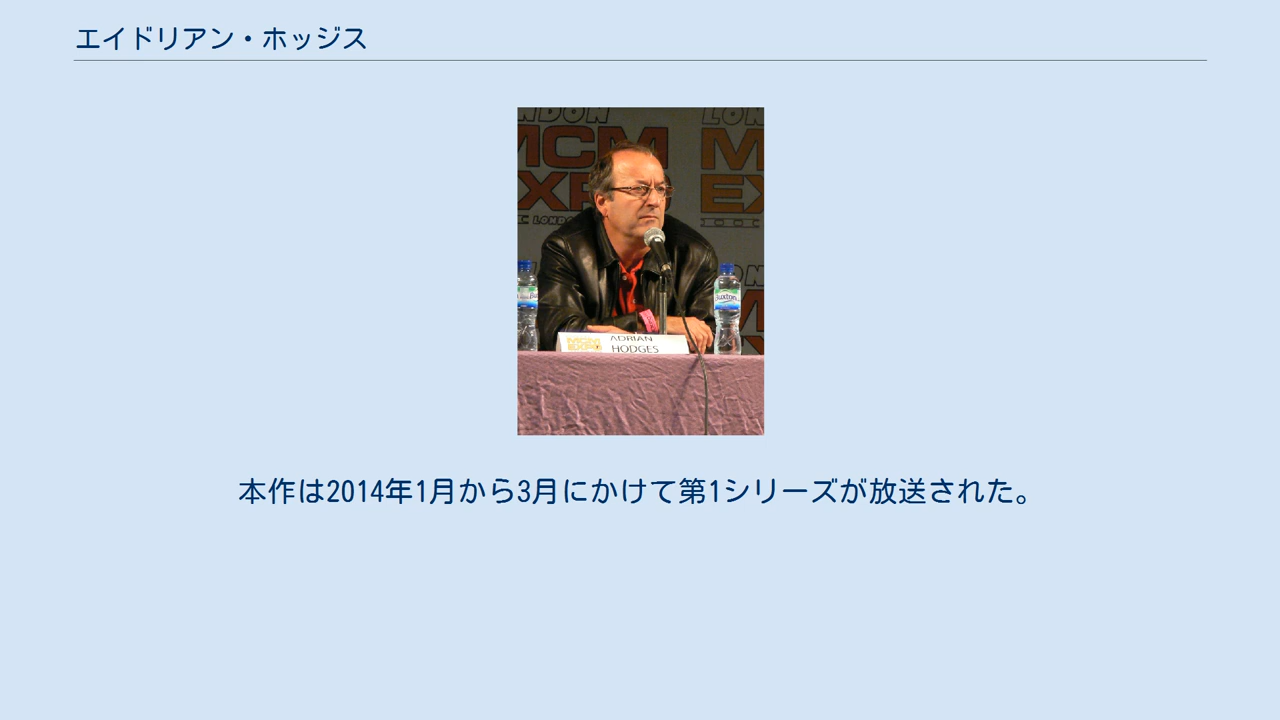 エイドリアン・ホッジス
LONDON
MCM
EXPO
LONDON
Buxton
MCM
EXPO
ADRIAN
HODGES
本作は2014年1月から3月にかけて第1シリーズが放送された。